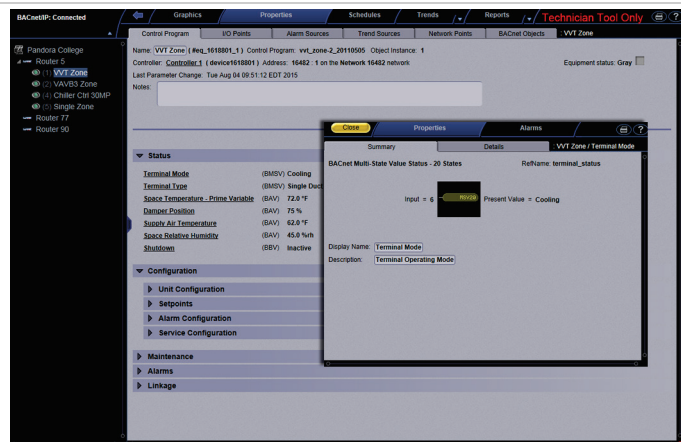 BACnet/IP: Connected
Graphics Properties Schedules Trends Reports Technician Tool Only
Control Program I/O Points Alarm Sources Trend Sources Network Points BACnet Objects : VVT Zone
Pandora College
Router 5
(1) VVT Zone
(2) VAVB3 Zone
(4) Chiller Ctrl 30MP
(5) Single Zone
Router 77
Router 90
Name: VVT Zone ( #eq_1618801_1 ) Control Program: vvt_zone-2_20110505 Object Instance: 1
Controller: Controller 1 ( device1618801 ) Address: 16482 : 1 on the Network 16482 network Equipment status: Gray
Last Parameter Change: Tue Aug 04 09:51:12 EDT 2015
Notes:
Status
Terminal Mode (BMSV) Cooling
Terminal Type (BMSV) Single Duct
Space Temperature - Prime Variable (BAV) 72.0 °F
Damper Position (BAV) 75 %
Supply Air Temperature (BAV) 62.0 °F
Space Relative Humidity (BAV) 45.0 %rh
Shutdown (BBV) Inactive
Configuration
Unit Configuration
Setpoints
Alarm Configuration
Service Configuration
Maintenance
Alarms
Linkage
Close Properties Alarms ?
Summary Details : VVT Zone / Terminal Mode
BACnet Multi-State Value Status - 20 States RefName: terminal_status
Input = 6 MSV20 Present Value = Cooling
Display Name: Terminal Mode
Description: Terminal Operating Mode